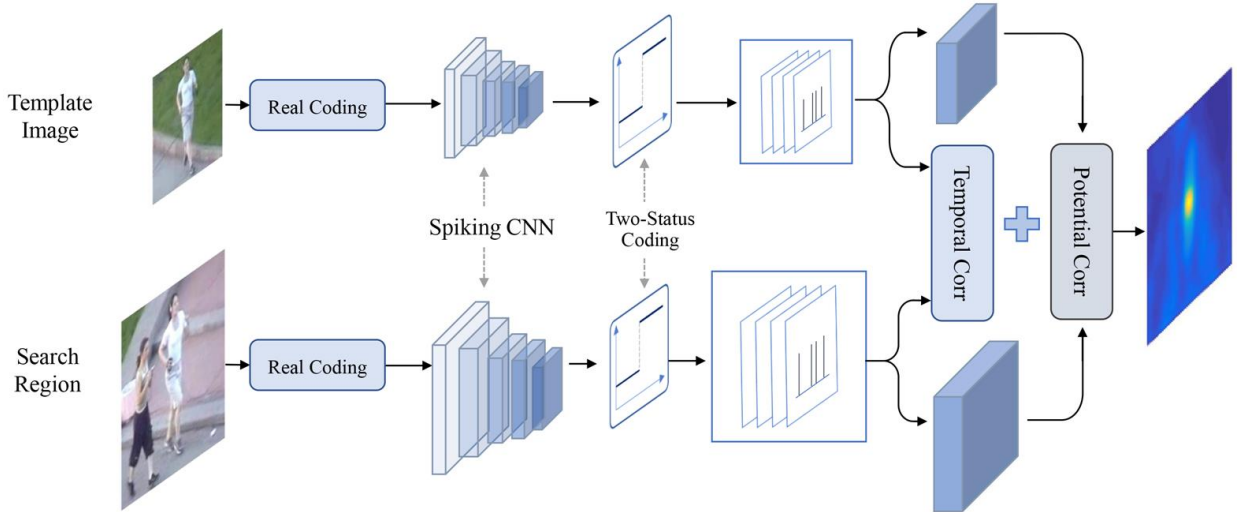 Template
Image
Real Coding
Spiking CNN
Two-Status
Coding
Temporal Corr
Potential Corr
Search
Region
Real Coding